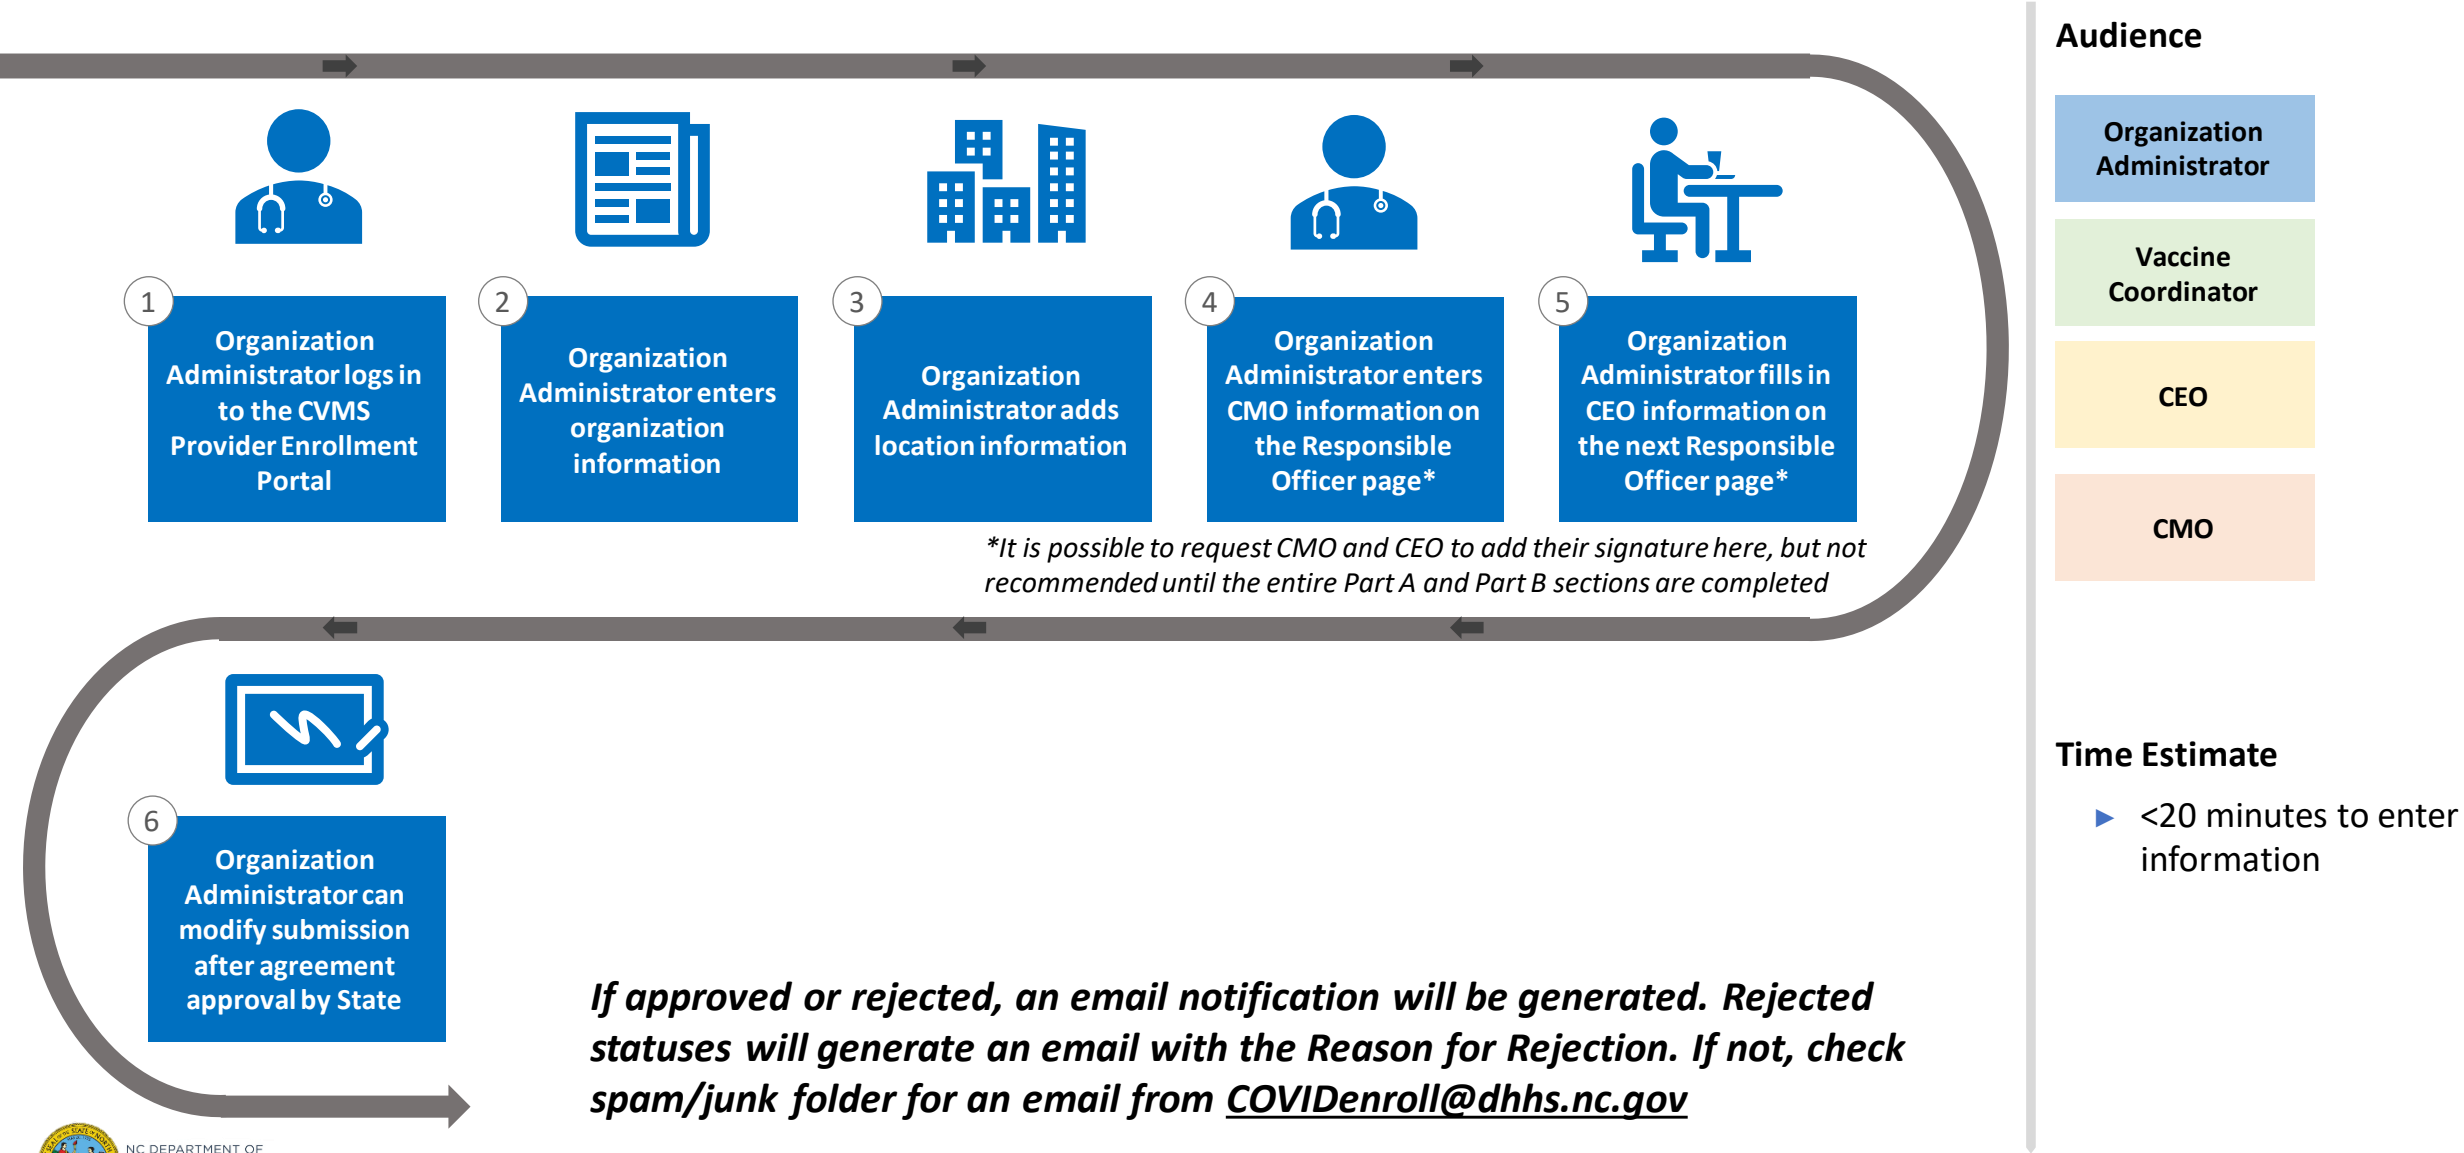 1
Organization
Administrator logs in
to the CVMS
Provider Enrollment
Portal
2
Organization
Administrator enters
organization
information
3
Organization
Administrator adds
location information
4
Organization
Administrator enters
CMO information on
the Responsible
Officer page*
5
Organization
Administrator fills in
CEO information on
the next Responsible
Officer page*
*It is possible to request CMO and CEO to add their signature here, but not
recommended until the entire Part A and Part B sections are completed
6
Organization
Administrator can
modify submission
after agreement
approval by State
If approved or rejected, an email notification will be generated. Rejected
statuses will generate an email with the Reason for Rejection. If not, check
spam/junk folder for an email from COVIDenroll@dhhs.nc.gov
NC DEPARTMENT OF
Audience
Organization
Administrator
Vaccine
Coordinator
CEO
CMO
Time Estimate
► <20 minutes to enter
information